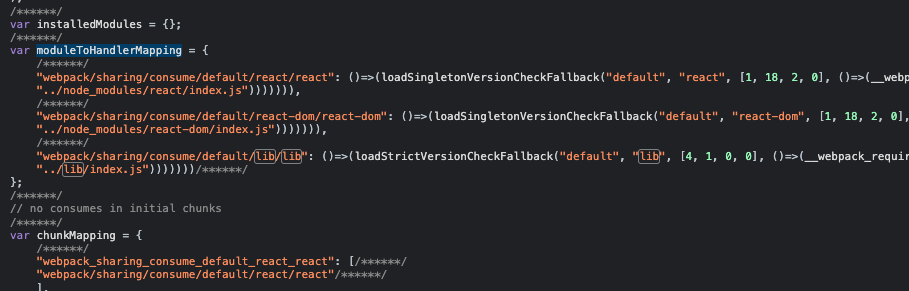 /******/
var installedModules = {};
/******/
var moduleToHandlerMapping = {
/******/
"webpack/sharing/consume/default/react/react": ()=>(loadSingletonVersionCheckFallback("default", "react", [1, 18, 2, 0], ()=>(__webp
"../node_modules/react/index.js"))))))),
/******/
"webpack/sharing/consume/default/react-dom/react-dom": ()=>(loadSingletonVersionCheckFallback("default", "react-dom", [1, 18, 2, 0],
"../node_modules/react-dom/index.js"))))))),
/******/
"webpack/sharing/consume/default/lib/lib": ()=>(loadStrictVersionCheckFallback("default", "lib", [4, 1, 0, 0], ()=>(__webpack_requir
"../lib/index.js")))))))/******/
};
/******/
// no consumes in initial chunks
/******/
var chunkMapping = {
/******/
"webpack_sharing_consume_default_react_react": [/******/
"webpack/sharing/consume/default/react/react"/******/
],